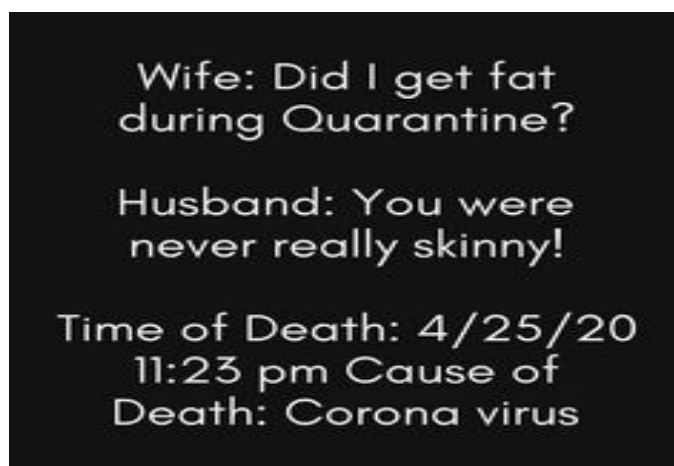 Wife: Did I get fat
during Quarantine?
Husband: You were
never really skinny!
Time of Death: 4/25/20
11:23 pm Cause of
Death: Corona virus